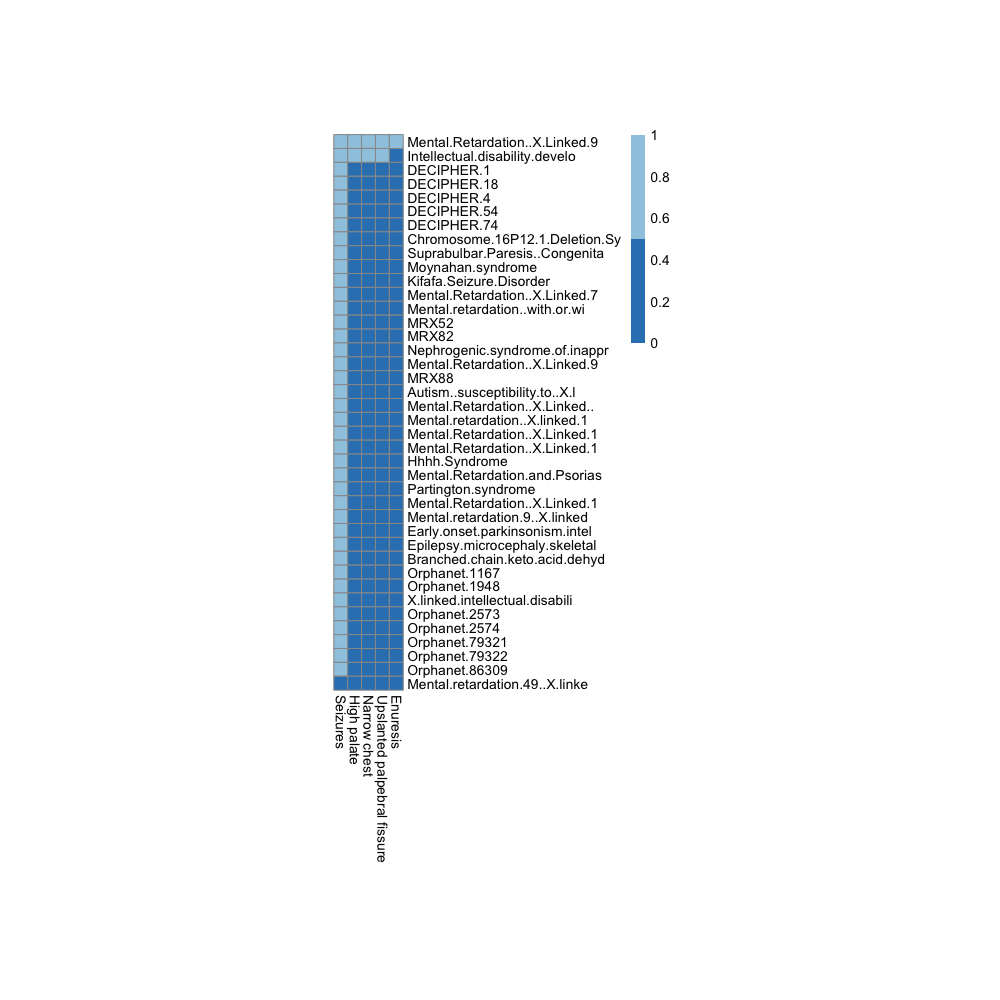 Mental.Retardation..X.Linked.9
Intellectual.disability.develo
DECIPHER.1
DECIPHER.18
DECIPHER.4
DECIPHER.54
DECIPHER.74
Chromosome.16P12.1.Deletion.Sy
Suprabulbar.Paresis..Congenita
Moynahan.syndrome
Kifafa.Seizure.Disorder
Mental.Retardation..X.Linked.7
Mental.retardation..with.or.wi
MRX52
MRX82
Nephrogenic.syndrome.of.inappr
Mental.Retardation..X.Linked.9
MRX88
Autism..susceptibility.to..X.l
Mental.Retardation..X.Linked..
Mental.retardation..X.linked.1
Mental.Retardation..X.Linked.1
Mental.Retardation..X.Linked.1
Hhhh.Syndrome
Mental.Retardation.and.Psorias
Partington.syndrome
Mental.Retardation..X.Linked.1
Mental.retardation.9..X.linked
Early.onset.parkinsonism.intel
Epilepsy.microcephaly.skeletal
Branched.chain.keto.acid.dehyd
Orphanet.1167
Orphanet.1948
X.linked.intellectual.disabili
Orphanet.2573
Orphanet.2574
Orphanet.79321
Orphanet.79322
Orphanet.86309
Mental.retardation.49..X.linke
1
0.8
0.6
0.4
0.2
0
Seizures
High palate
Narrow chest
Upslanted palpebral fissure
Enuresis